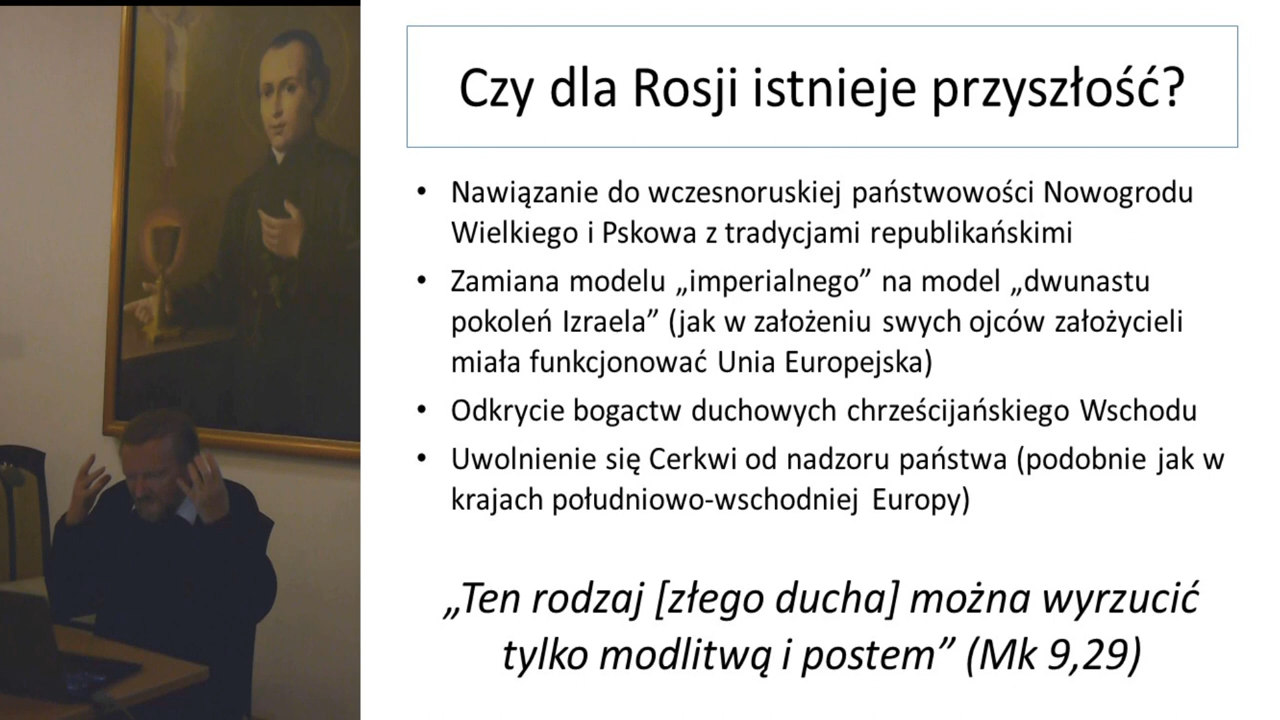 Czy dla Rosji istnieje przyszłość?
• Nawiązanie do wczesnoruskiej państwowości Nowogrodu
Wielkiego i Pskowa z tradycjami republikańskimi
• Zamiana modelu „imperialnego” na model „dwunastu
pokoleń Izraela” (jak w założeniu swych ojców założycieli
miała funkcjonować Unia Europejska)
• Odkrycie bogactw duchowych chrześcijańskiego Wschodu
• Uwolnienie się Cerkwi od nadzoru państwa (podobnie jak w
krajach południowo-wschodniej Europy)
„Ten rodzaj [złego ducha] można wyrzucić
tylko modlitwą i postem” (Mk 9,29)